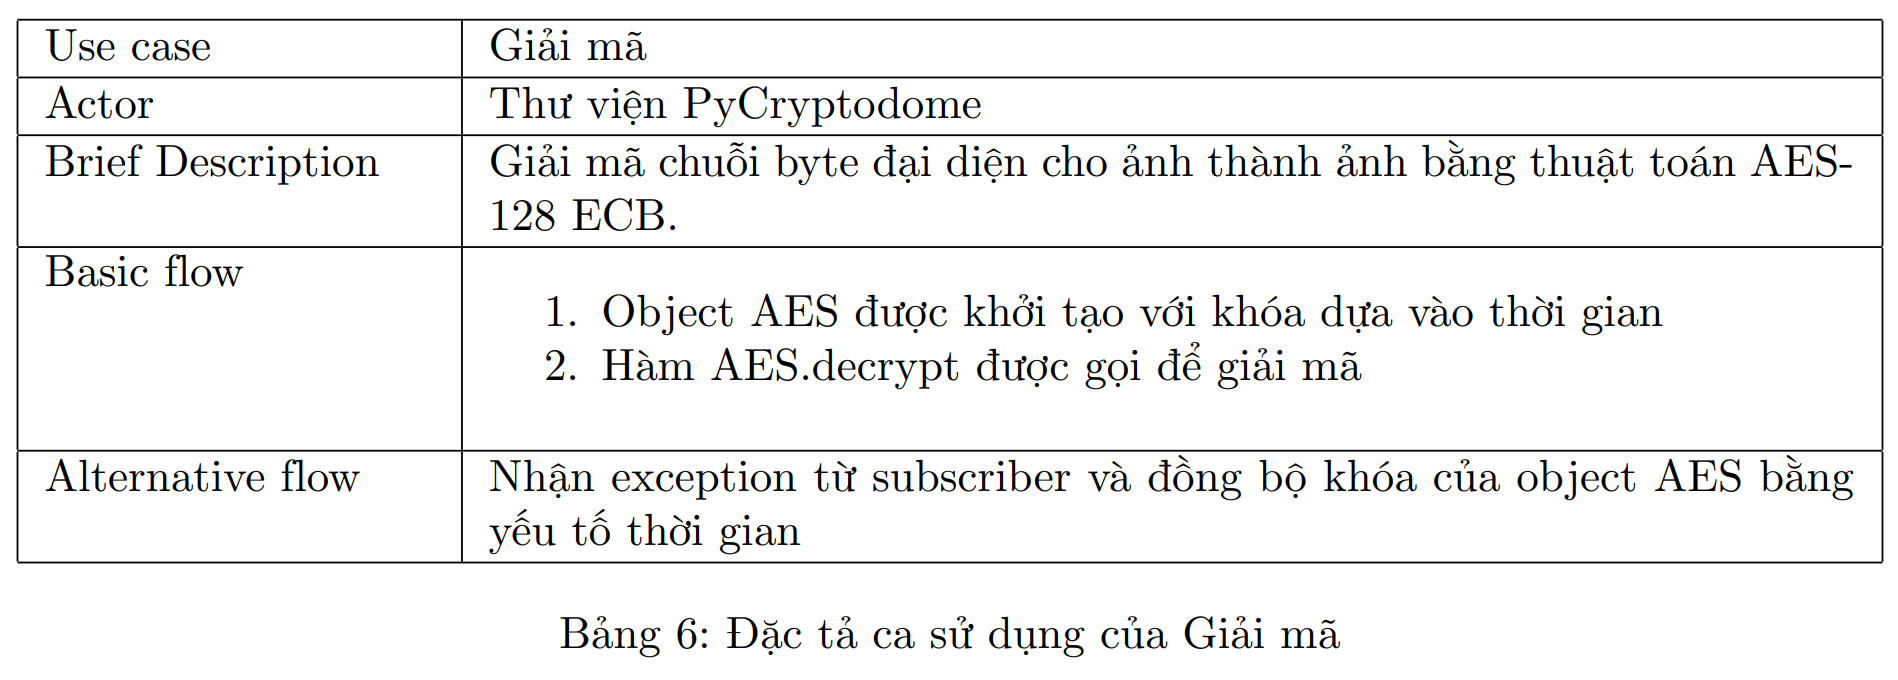 Use case
Giải mã
Actor
Thư viện PyCryptodome
Brief Description
Giải mã chuỗi byte đại diện cho ảnh thành ảnh bằng thuật toán AES-
128 ECB.
Basic flow
1. Object AES được khởi tạo với khóa dựa vào thời gian
2. Hàm AES.decrypt được gọi để giải mã
Alternative flow
Nhận exception từ subscriber và đồng bộ khóa của object AES bằng
yếu tố thời gian
Bảng 6: Đặc tả ca sử dụng của Giải mã